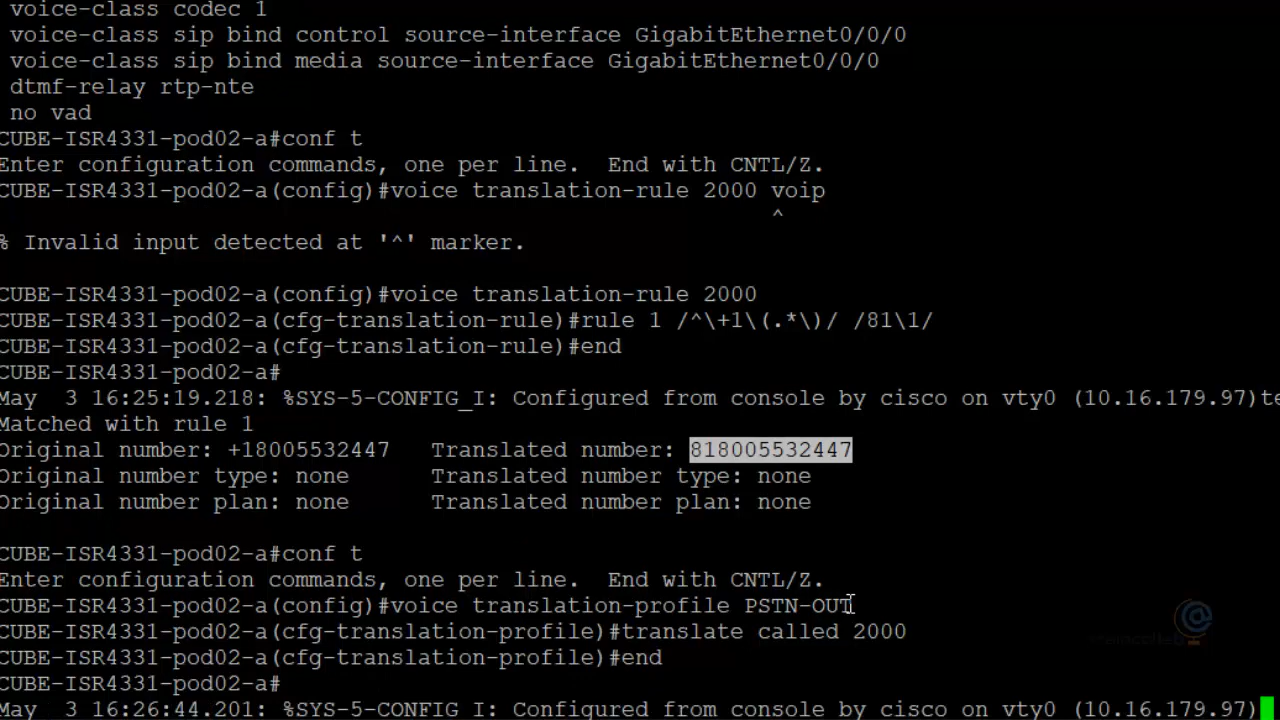 voice-class codec 1
voice-class sip bind control source-interface GigabitEthernet0/0/0
voice-class sip bind media source-interface GigabitEthernet0/0/0
dtmf-relay rtp-nte
no vad
CUBE-ISR4331-pod02-a#conf t
Enter configuration commands, one per line.  End with CNTL/Z.
CUBE-ISR4331-pod02-a(config)#voice translation-rule 2000 voip
^
% Invalid input detected at '^' marker.
CUBE-ISR4331-pod02-a(config)#voice translation-rule 2000
CUBE-ISR4331-pod02-a(cfg-translation-rule)#rule 1 /^\+1\(.*\)/ /81\1/
CUBE-ISR4331-pod02-a(cfg-translation-rule)#end
CUBE-ISR4331-pod02-a#
May  3 16:25:19.218: %SYS-5-CONFIG_I: Configured from console by cisco on vty0 (10.16.179.97)te
Matched with rule 1
Original number: +18005532447   Translated number: 818005532447
Original number type: none      Translated number type: none
Original number plan: none      Translated number plan: none
CUBE-ISR4331-pod02-a#conf t
Enter configuration commands, one per line.  End with CNTL/Z.
CUBE-ISR4331-pod02-a(config)#voice translation-profile PSTN-OUT
CUBE-ISR4331-pod02-a(cfg-translation-profile)#translate called 2000
CUBE-ISR4331-pod02-a(cfg-translation-profile)#end
CUBE-ISR4331-pod02-a#
May  3 16:26:44.201: %SYS-5-CONFIG_I: Configured from console by cisco on vty0 (10.16.179.97)